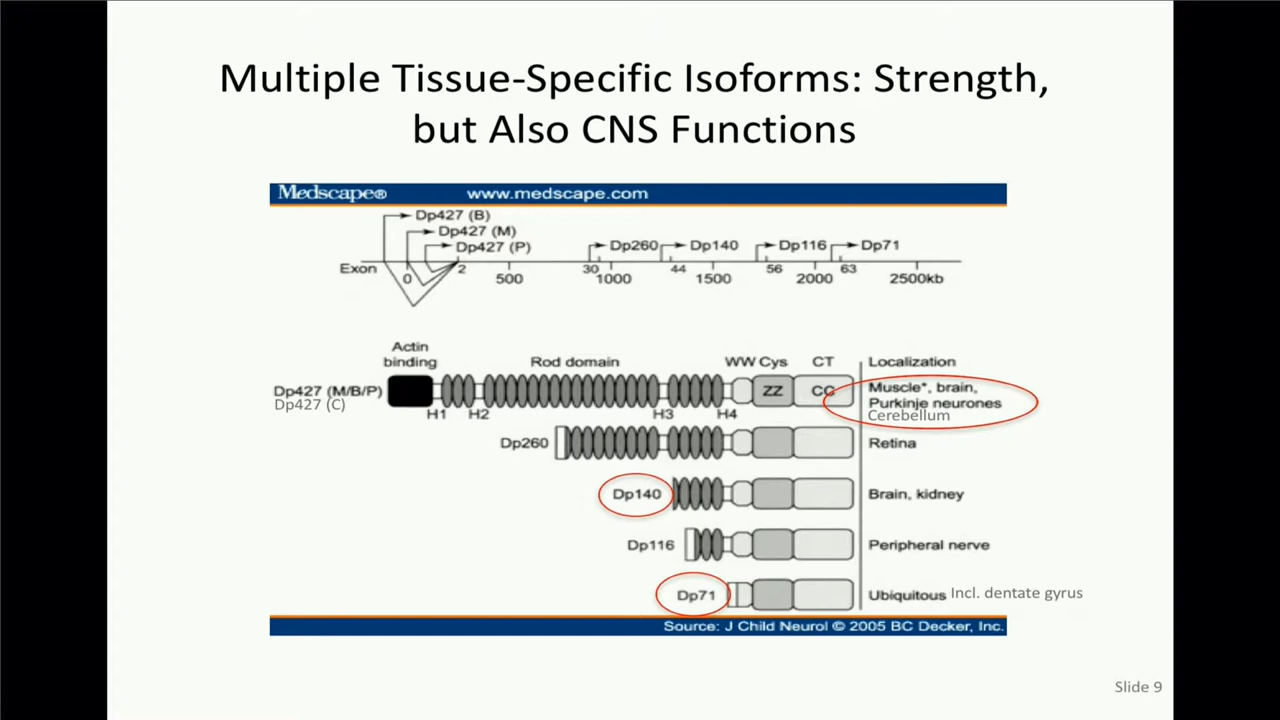 Multiple Tissue-Specific Isoforms: Strength,
but Also CNS Functions
Medscape® www.medscape.com
Dp427 (B)
Dp427 (M)
Dp427 (P) Dp260 Dp140 Dp116 Dp71
Exon 2 30 44 56 63
0 500 1000 1500 2000 2500kb
Actin
binding Rod domain WW Cys CT Localization
Dp427 (M/B/P) ZZ CC Muscle*, brain,
Dp427 (C) Purkinje neurones
H1 H2 H3 H4 Cerebellum
Dp260 Retina
Dp140 Brain, kidney
Dp116 Peripheral nerve
Dp71 Ubiquitous Incl. dentate gyrus
Source: J Child Neurol © 2005 BC Decker, Inc.
Slide 9